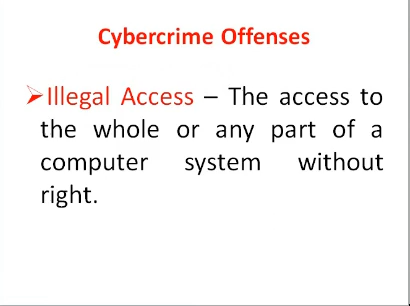 Cybercrime Offenses
Illegal Access – The access to
the whole or any part of a
computer system without
right.